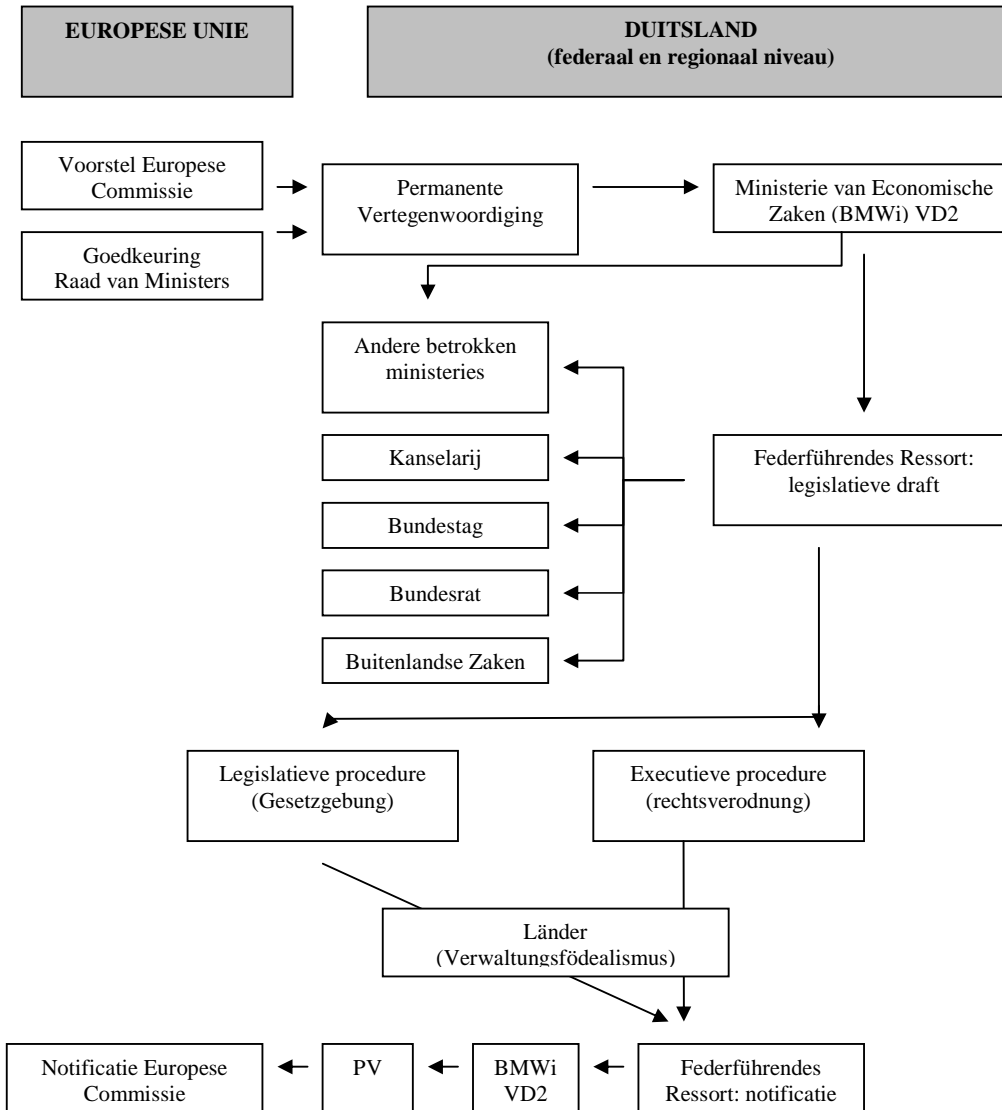 EUROPESE UNIE
DUITSLAND
(federaal en regionaal niveau)
Voorstel Europese
Commissie
Permanente
Vertegenwoordiging
Ministerie van Economische
Zaken (BMWi) VD2
Goedkeuring
Raad van Ministers
Andere betrokken
ministeries
Kanselarij
Federführendes Ressort:
legislatieve draft
Bundestag
Bundesrat
Buitenlandse Zaken
Legislatieve procedure
(Gesetzgebung)
Executieve procedure
(rechtsverodnung)
Länder
(Verwaltungsfödealismus)
Notificatie Europese
Commissie
PV
BMWi
VD2
Federführendes
Ressort: notificatie